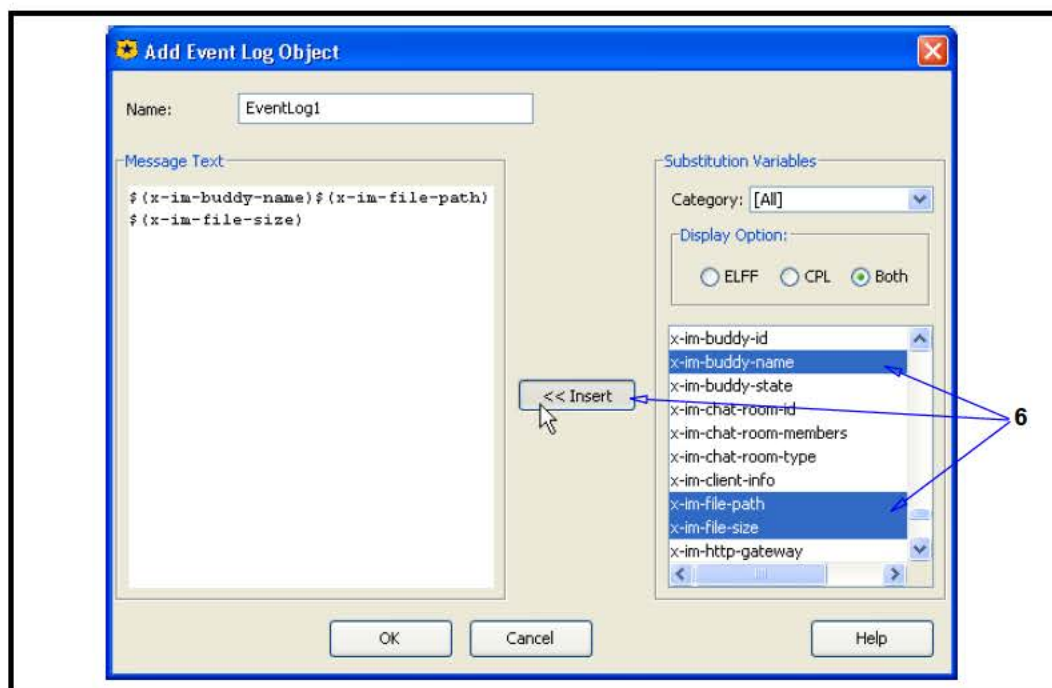 Add Event Log Object
Name: EventLog1
Message Text
$(x-im-buddy-name)$(x-im-file-path)
$(x-im-file-size)
<< Insert
Substitution Variables
Category: [All]
Display Option:
ELFF CPL Both
x-im-buddy-id
x-im-buddy-name
x-im-buddy-state
x-im-chat-room-id
x-im-chat-room-members
x-im-chat-room-type
x-im-client-info
x-im-file-path
x-im-file-size
x-im-http-gateway
6
OK Cancel Help